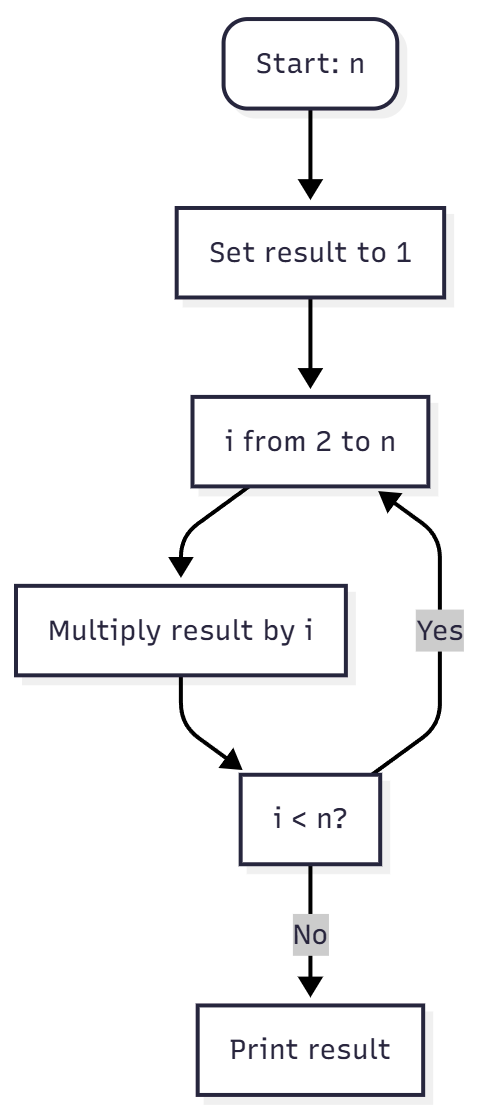 Start: n
Set result to 1
i from 2 to n
Multiply result by i
Yes
i < n?
No
Print result